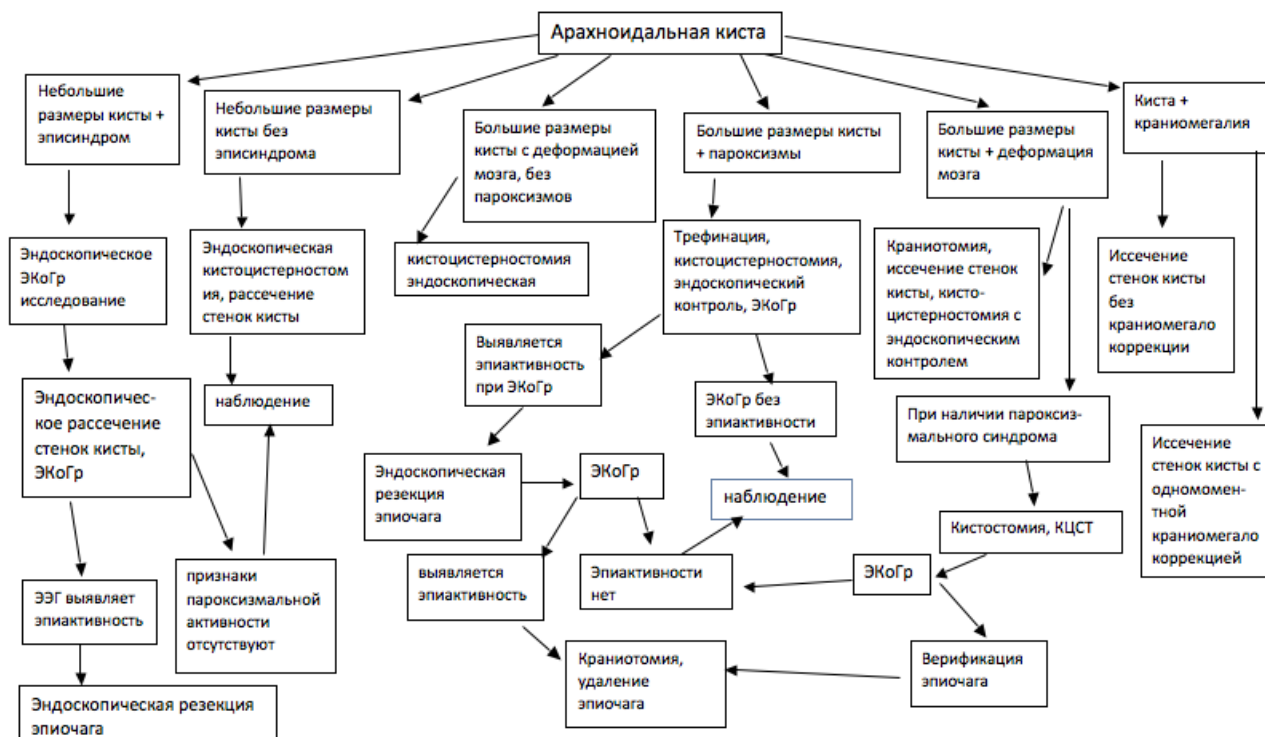 Арахноидальная киста
Небольшие
размеры кисты +
эписиндром
Небольшие размеры
кисты без
эписиндрома
Большие размеры
кисты с деформацией
мозга, без
пароксизмов
Большие размеры кисты
+ пароксизмы
Большие размеры
кисты + деформация
мозга
Киста +
краниомегалия
Эндоскопическое
ЭКоГр
исследование
Эндоскопическая
кистоцистерностом
ия, рассечение
стенок кисты
кистоцистерностомия
эндоскопическая
Трефинация,
кистоцистерностомия,
эндоскопический
контроль, ЭКоГр
Краниотомия,
иссечение стенок
кисты, кисто-
цистерностомия с
эндоскопическим
контролем
Иссечение
стенок кисты
без
краниомегало
коррекции
Эндоскопичес-
кое рассечение
стенок кисты,
ЭКоГр
наблюдение
Выявляется
эпиактивность
при ЭКоГр
ЭКоГр без
эпиактивности
При наличии пароксиз-
мального синдрома
Иссечение
стенок кисты с
одномомен-
тной
краниомегало
коррекцией
Эндоскопическая
резекция
эпиочага
ЭКоГр
наблюдение
Кистостомия, КЦСТ
ЭЭГ выявляет
эпиактивность
признаки
пароксизмальной
активности
отсутствуют
выявляется
эпиактивность
Эпиактивности
нет
ЭКоГр
Эндоскопическая резекция
эпиочага
Краниотомия,
удаление
эпиочага
Верификация
эпиочага